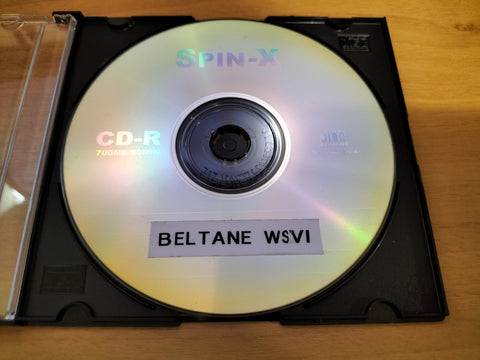 SPIN-X
CD-R
700MB/80MIN
BELTANE WSVI